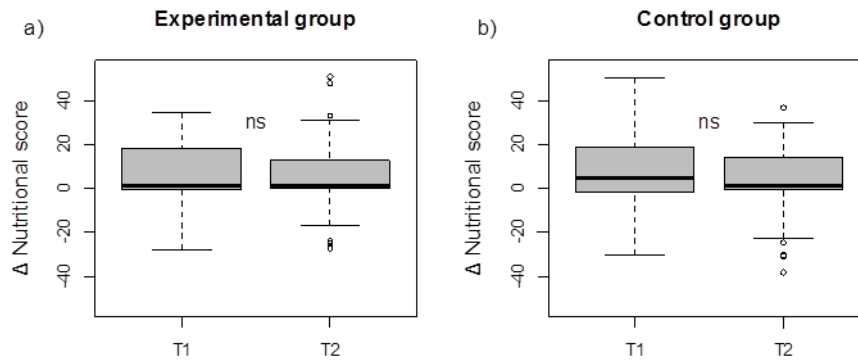 a)
Experimental group
Δ Nutritional score
40
20
0
-20
-40
ns
T1
T2
b)
Control group
Δ Nutritional score
40
20
0
-20
-40
ns
T1
T2